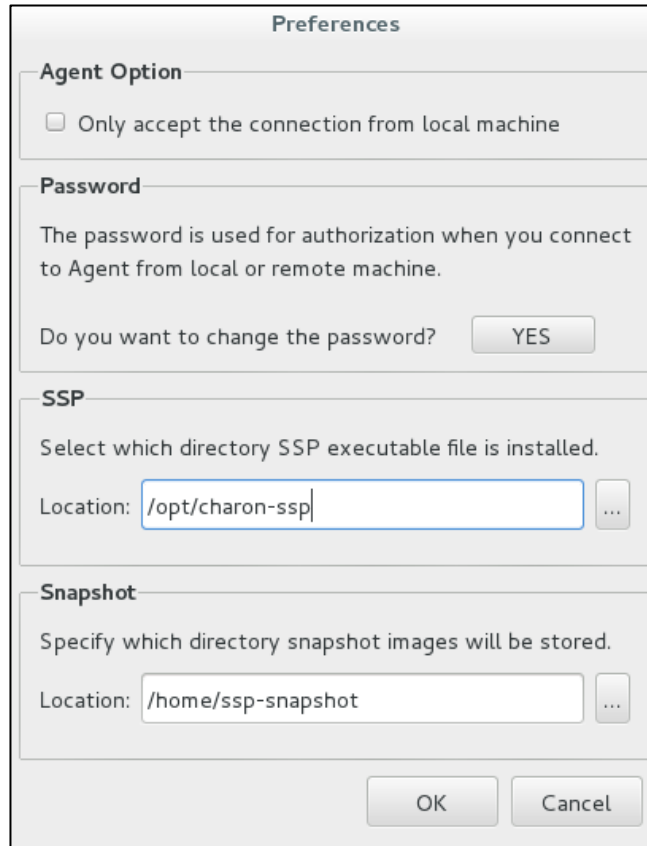 Preferences
Agent Option
Only accept the connection from local machine
Password
The password is used for authorization when you connect
to Agent from local or remote machine.
Do you want to change the password? YES
SSP
Select which directory SSP executable file is installed.
Location: /opt/charon-ssp ...
Snapshot
Specify which directory snapshot images will be stored.
Location: /home/ssp-snapshot ...
OK Cancel